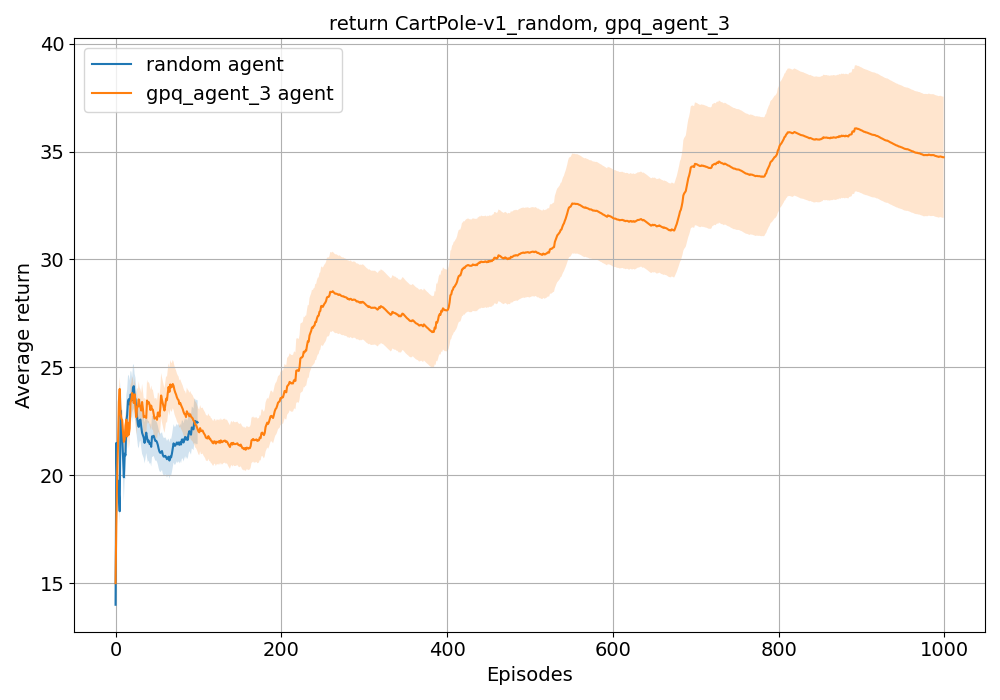 return CartPole-v1_random, gpq_agent_3
random agent
gpq_agent_3 agent
40
35
30
25
20
15
Average return
0 200 400 600 800 1000
Episodes